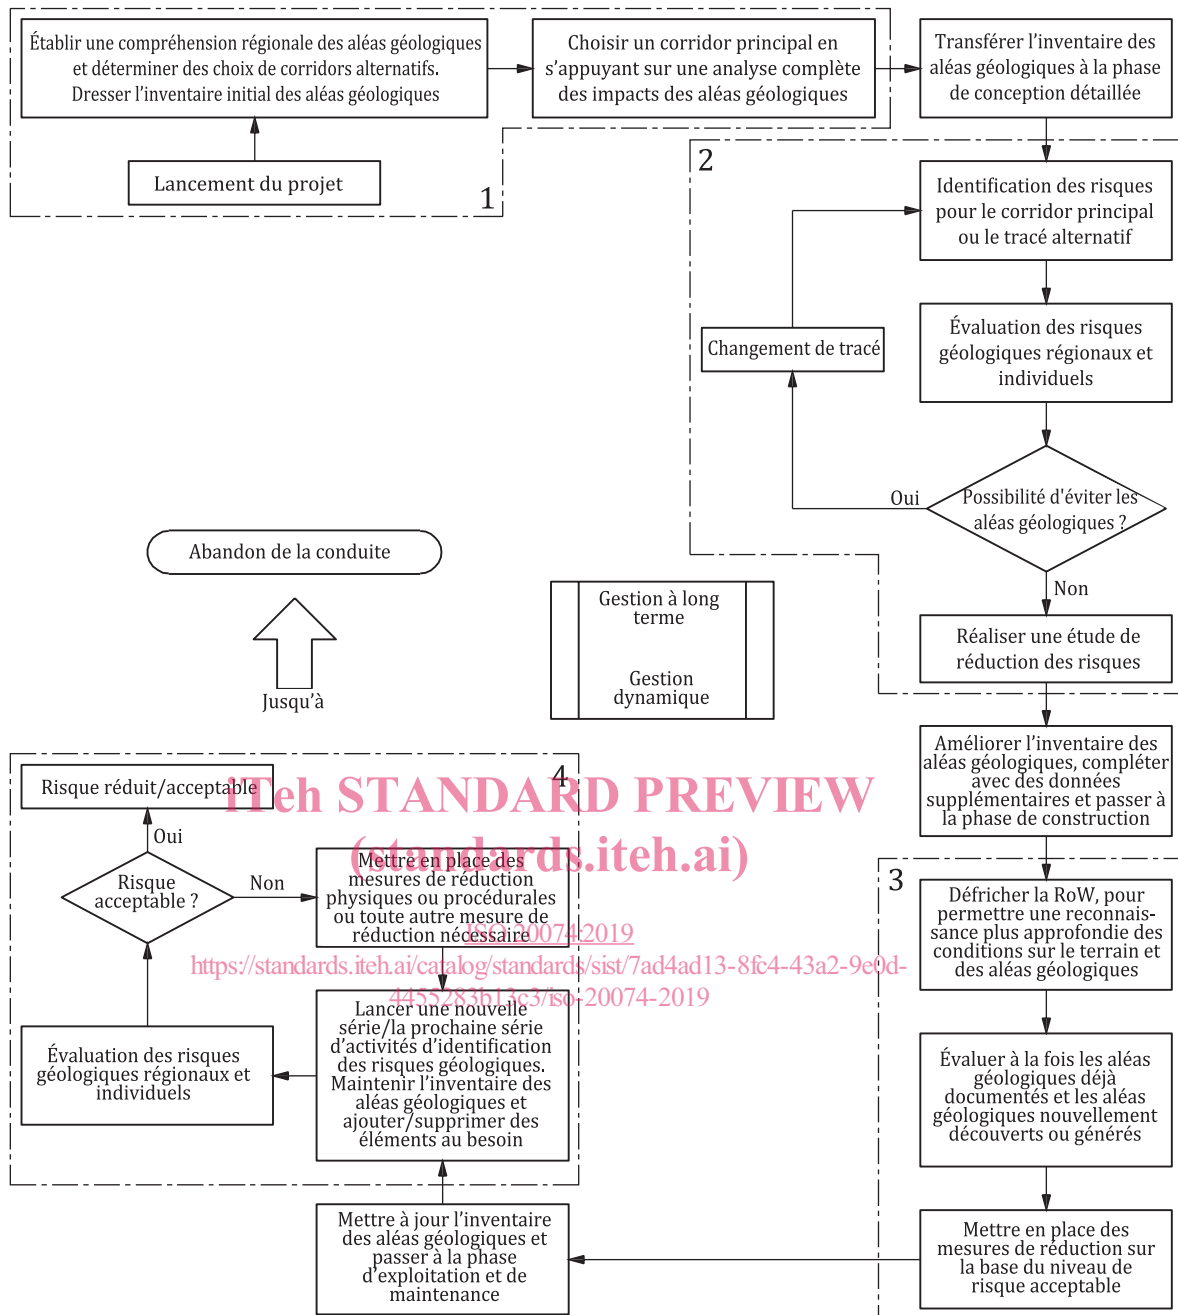 Établir une compréhension régionale des aléas géologiques
et déterminer des choix de corridors alternatifs.
Dresser l'inventaire initial des aléas géologiques
Choisir un corridor principal en
s'appuyant sur une analyse complète
des impacts des aléas géologiques
Transférer l'inventaire des
aléas géologiques à la phase
de conception détaillée
Lancement du projet
1
2
Identification des risques
pour le corridor principal
ou le tracé alternatif
Changement de tracé
Évaluation des risques
géologiques régionaux et
individuels
Oui
Possibilité d'éviter les
aléas géologiques ?
Non
Réaliser une étude de
réduction des risques
Abandon de la conduite
Jusqu'à
Gestion à long
terme
Gestion
dynamique
Améliorer l'inventaire des
aléas géologiques, compléter
avec des données
supplémentaires et passer à
la phase de construction
4
Risque réduit/acceptable
iTeh STANDARD PREVIEW
(standards.iteh.ai)
Oui
Risque
acceptable ?
Non
Mettre en place des
mesures de réduction
physiques ou procédurales
ou toute autre mesure de
réduction nécessaire
ISO 20074:2019
https://standards.iteh.ai/catalog/standards/sist/7ad4ad13-8fc4-43a2-9e0d-
4455283b13c3/iso-20074-2019
3
Défricher la RoW, pour
permettre une reconnais-
sance plus approfondie des
conditions sur le terrain et
des aléas géologiques
Évaluation des risques
géologiques régionaux et
individuels
Lancer une nouvelle
série/la prochaine série
d'activités d'identification
des risques géologiques.
Maintenir l'inventaire des
aléas géologiques et
ajouter/supprimer des
éléments au besoin
Évaluer à la fois les aléas
géologiques déjà
documentés et les aléas
géologiques nouvellement
découverts ou générés
Mettre à jour l'inventaire
des aléas géologiques et
passer à la phase
d'exploitation et de
maintenance
Mettre en place des
mesures de réduction sur
la base du niveau de
risque acceptable